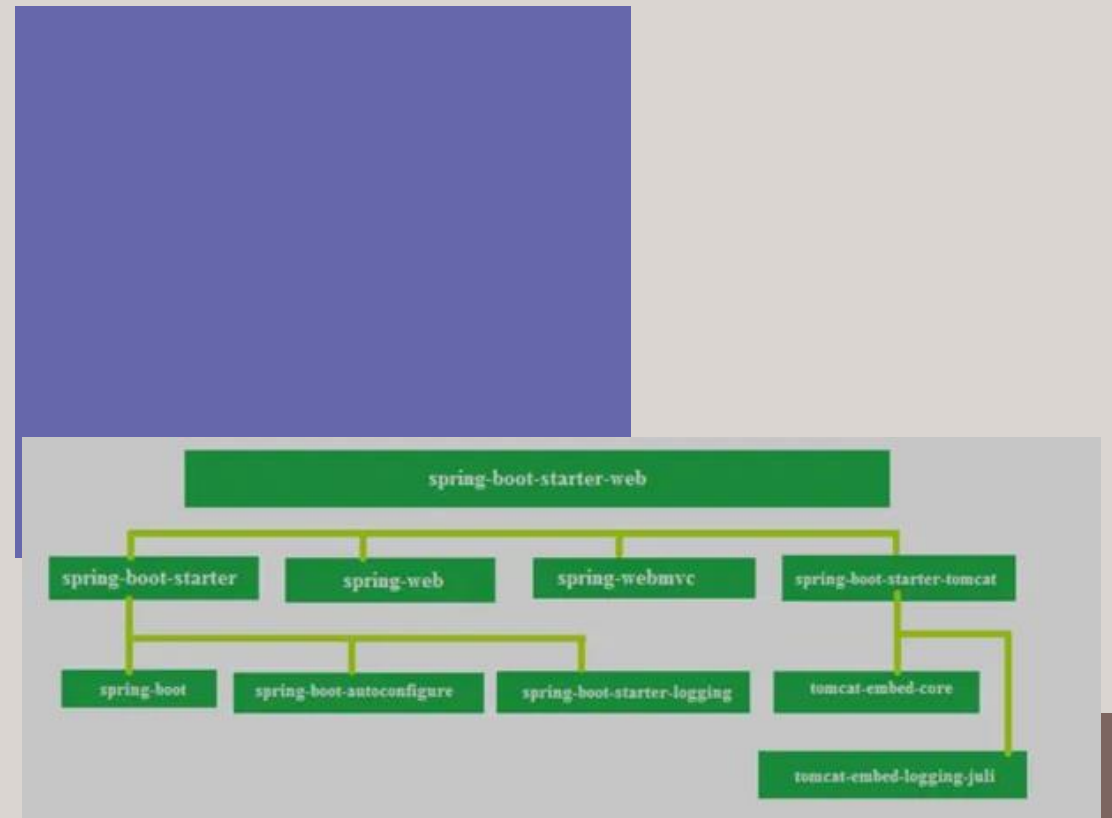 spring-boot-starter-web
spring-boot-starter
spring-web
spring-webmvc
spring-boot-starter-tomcat
spring-boot
spring-boot-autoconfigure
spring-boot-starter-logging
tomcat-embed-core
tomcat-embed-logging-juli